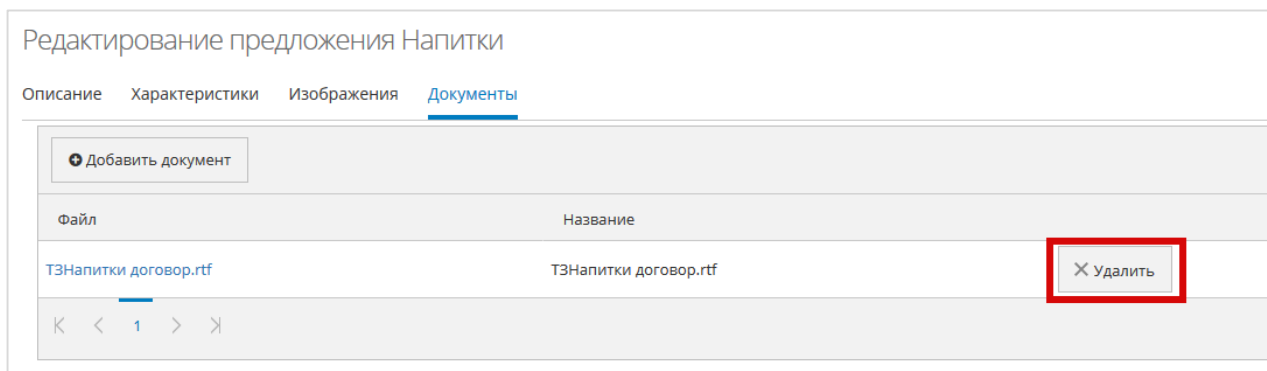 Редактирование предложения Напитки
Описание Характеристики Изображения Документы
Добавить документ
Файл Название
ТЗНапитки договор.rtf ТЗНапитки договор.rtf Удалить
1